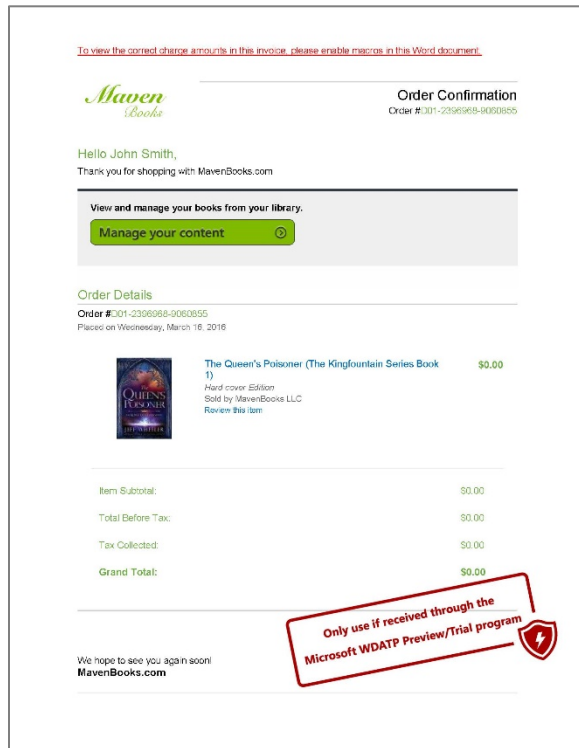 To view the correct charge amounts in this invoice, please enable macros in this Word document.
Maven
Books
Order Confirmation
Order #D01-2396968-9060855
Hello John Smith,
Thank you for shopping with MavenBooks.com
View and manage your books from your library.
Manage your content
Order Details
Order #D01-2396968-9060855
Placed on Wednesday, March 16, 2016
The Queen's Poisoner (The Kingfountain Series Book
1)
$0.00
Hard cover Edition
Sold by MavenBooks LLC
Review this item
THE
QUEEN'S
POISONER
Item Subtotal: $0.00
Total Before Tax: $0.00
Tax Collected: $0.00
Grand Total: $0.00
Only use if received through the
Microsoft WDATP Preview/Trial program
We hope to see you again soon!
MavenBooks.com